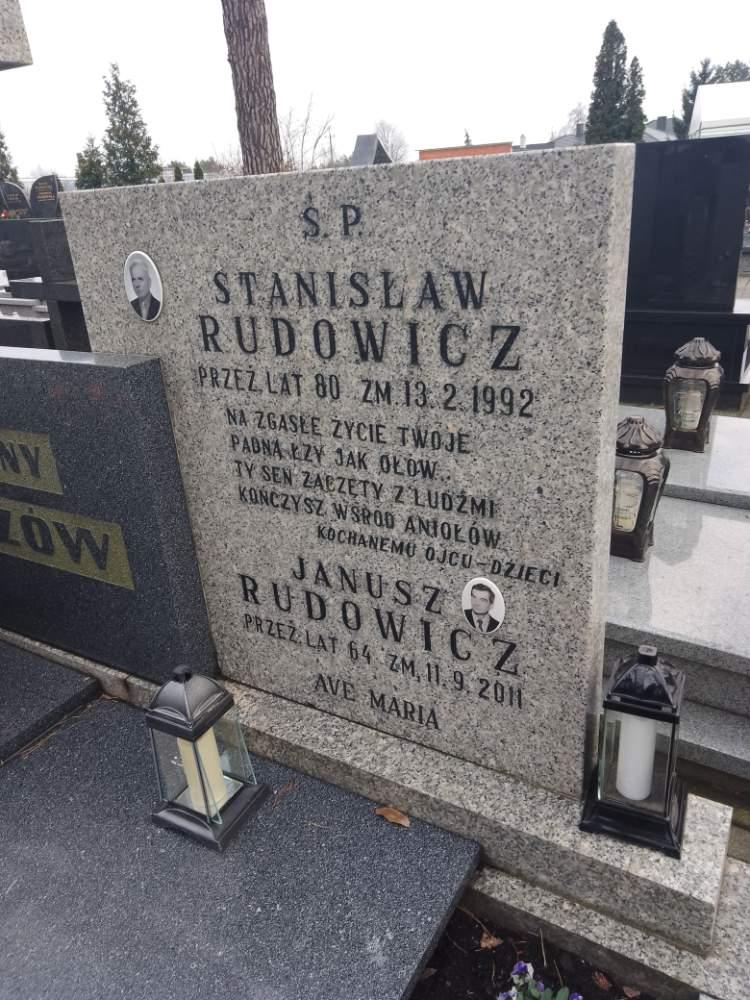 Ś. P.
STANISŁAW
RUDOWICZ
PRZEŻ. LAT 80 ZM. 13. 2. 1992
NA ZGASŁE ŻYCIE TWOJE
PADNĄ ŁZY JAK OŁÓW..
TY SEN ZACZĘTY Z LUDŹMI
KOŃCZYSZ WŚRÓD ANIOŁÓW.
KOCHANEMU OJCU - DZIECI
JANUSZ
RUDOWICZ
PRZEŻ. LAT 64. ZM. 11. 9. 2011
AVE MARIA
NY
ZÓW